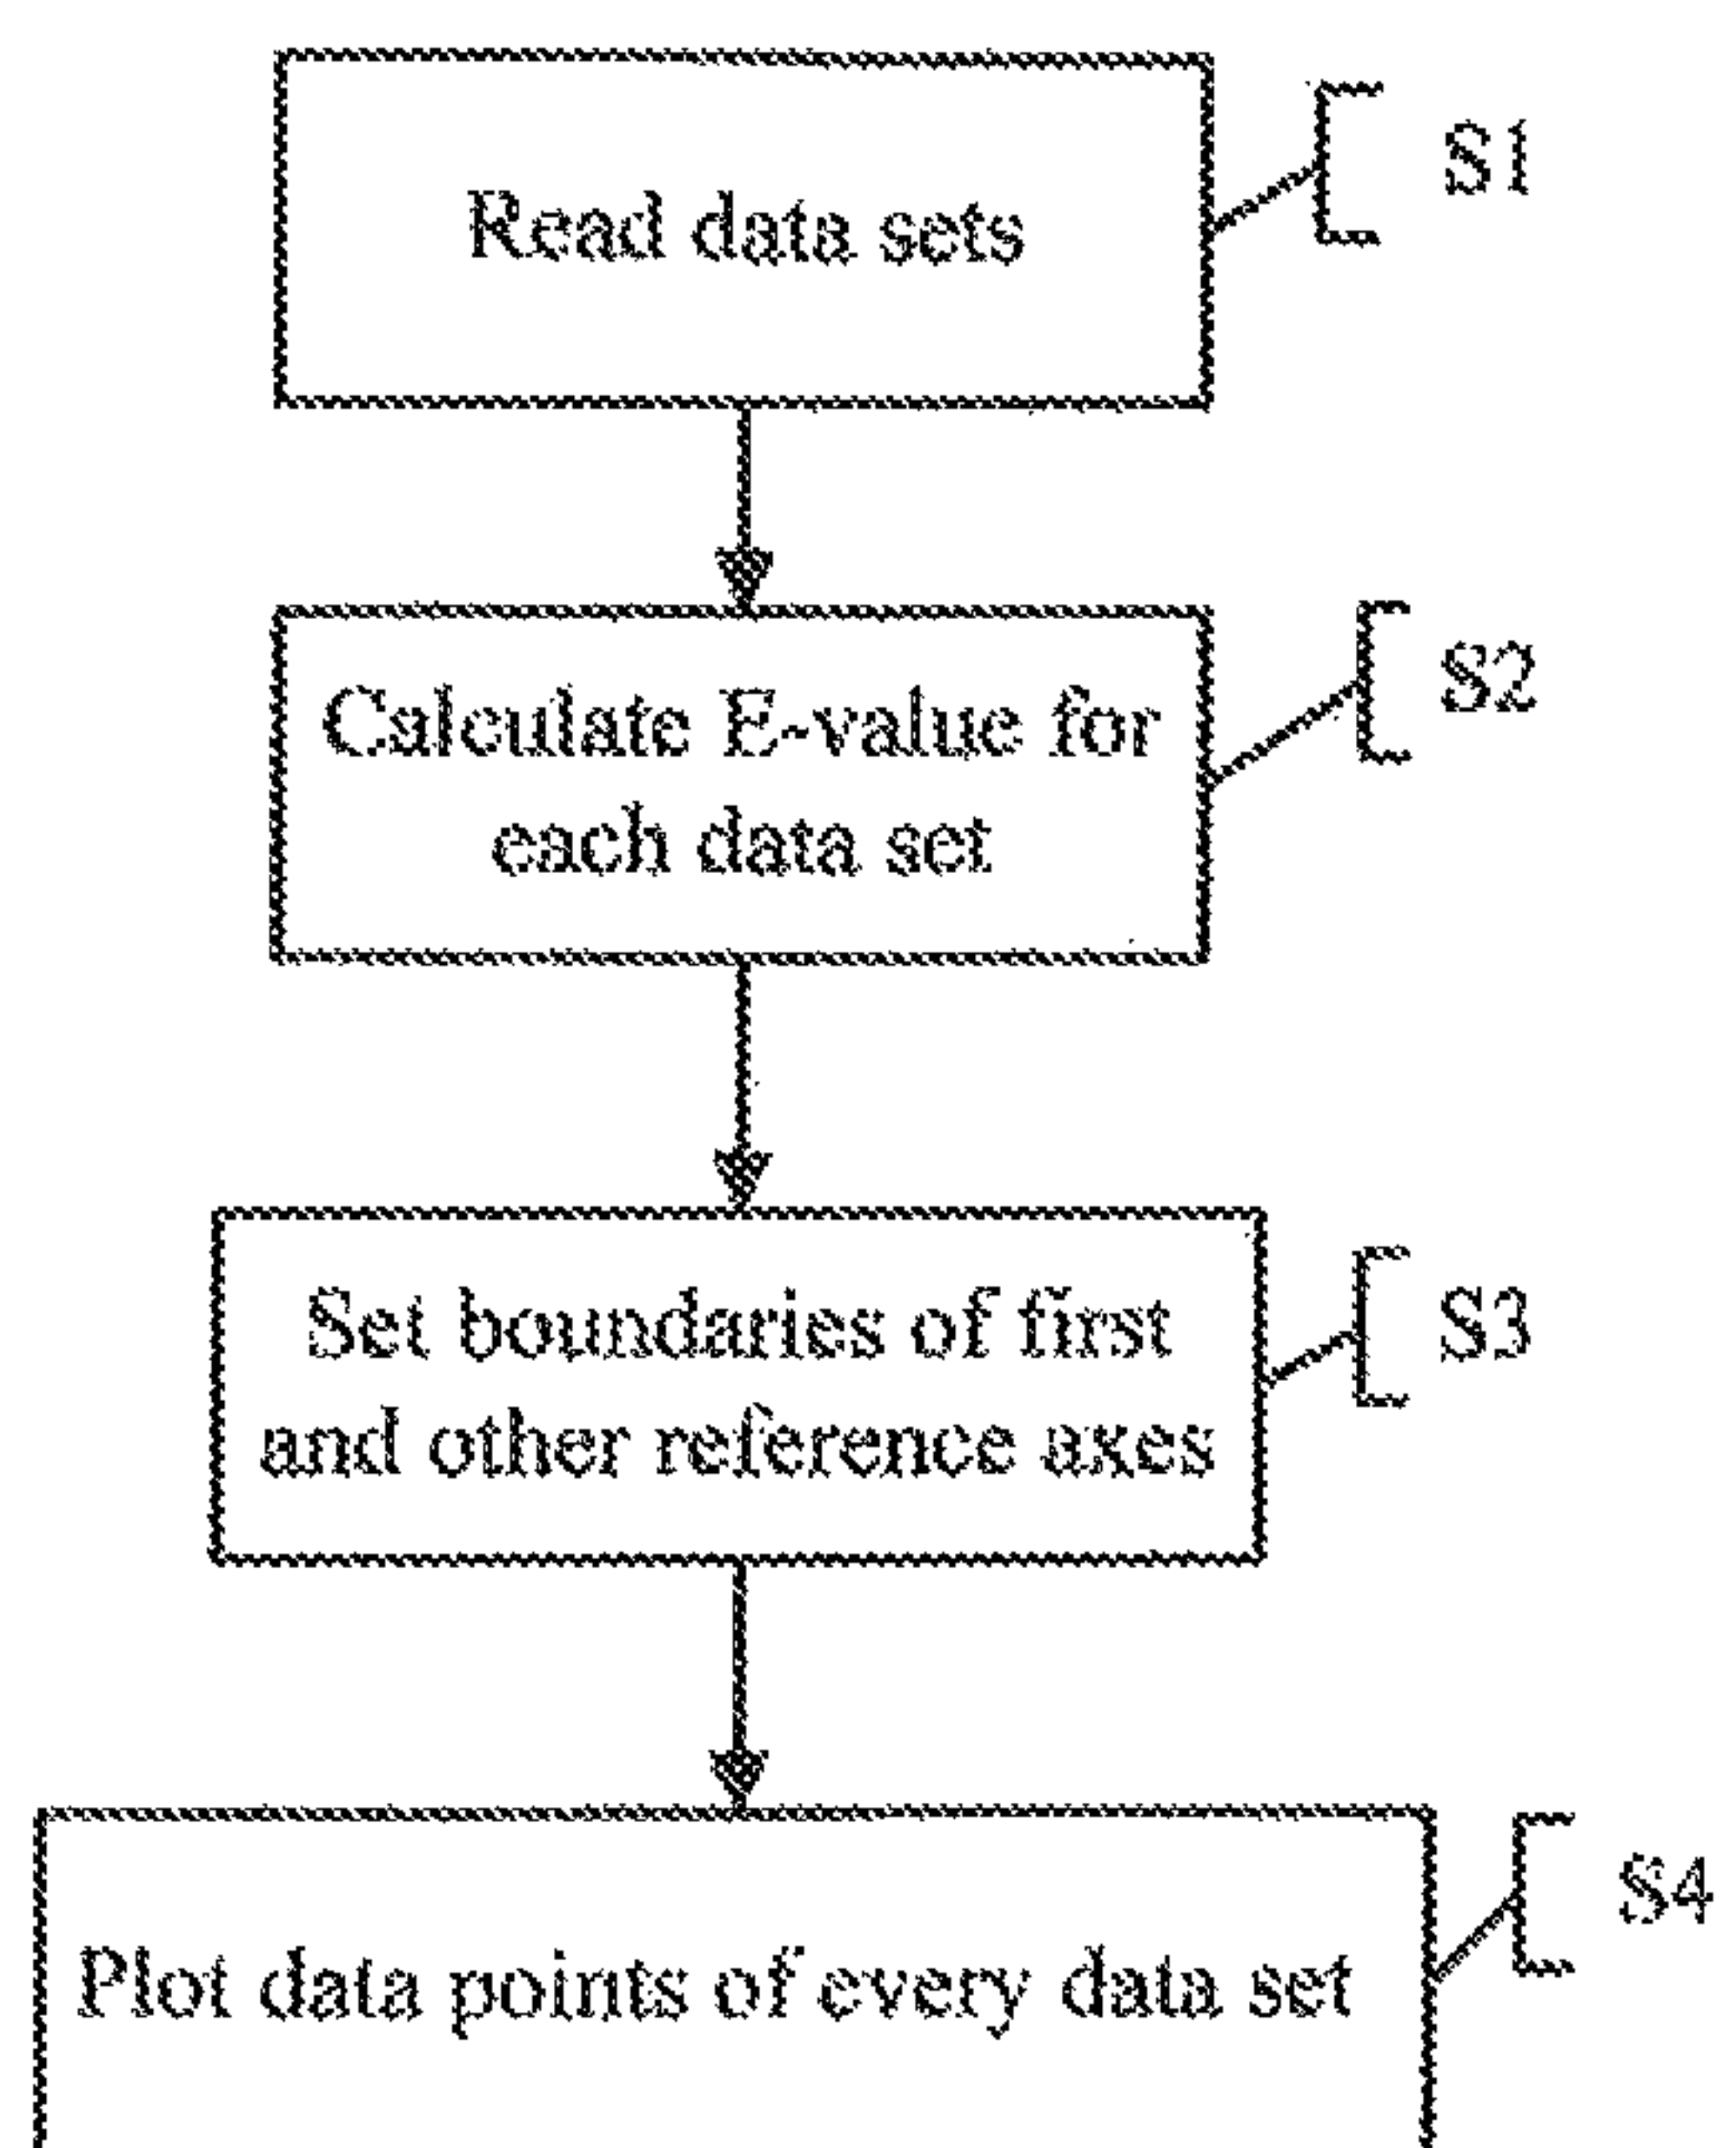 Read data sets
S1
Calculate E-value for
each data set
S2
Set boundaries of first
and other reference axes
S3
Plot data points of every data set
S4